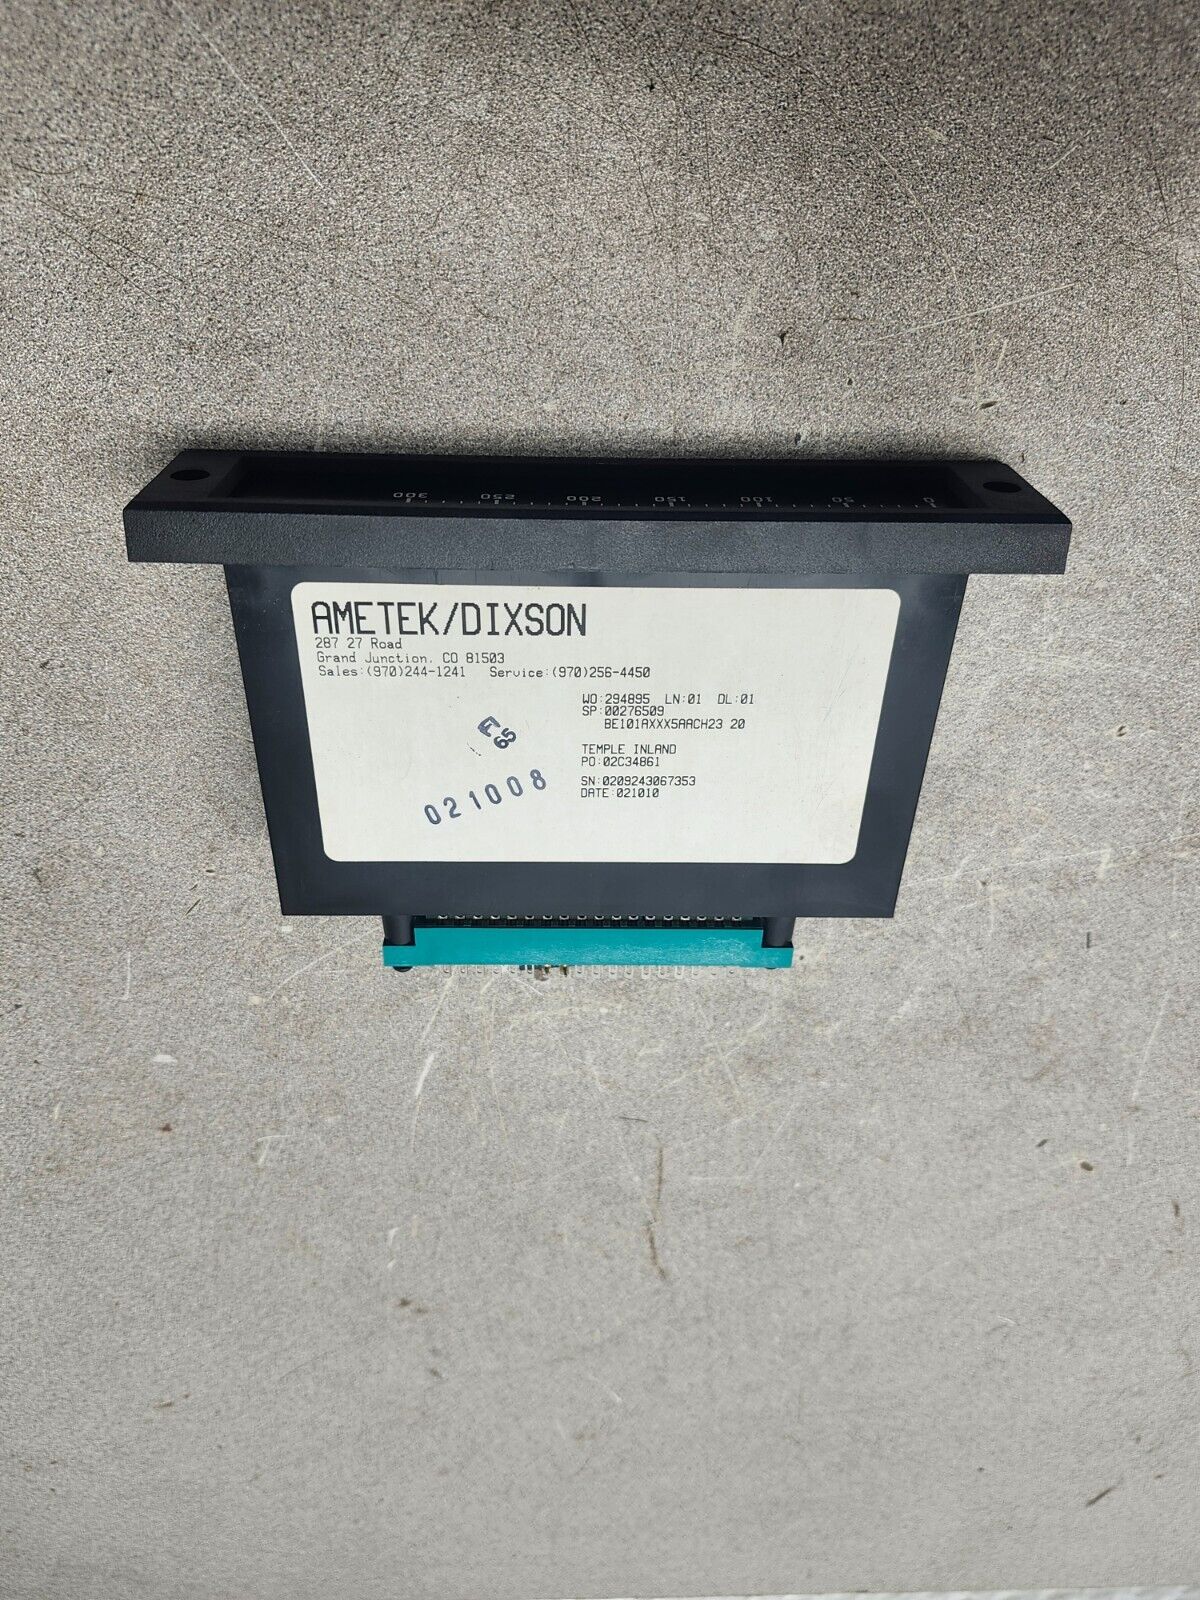 300 250 200 150 100 50 0
AMETEK/DIXSON
287 27 Road
Grand Junction, CO 81503
Sales:(970)244-1241 Service:(970)256-4450
WO:294895 LN:01 DL:01
SP:00276509
BE101AXXX5AACH23 20
TEMPLE INLAND
PO:02C34861
SN:0209243067353
DATE:021010
65
021008